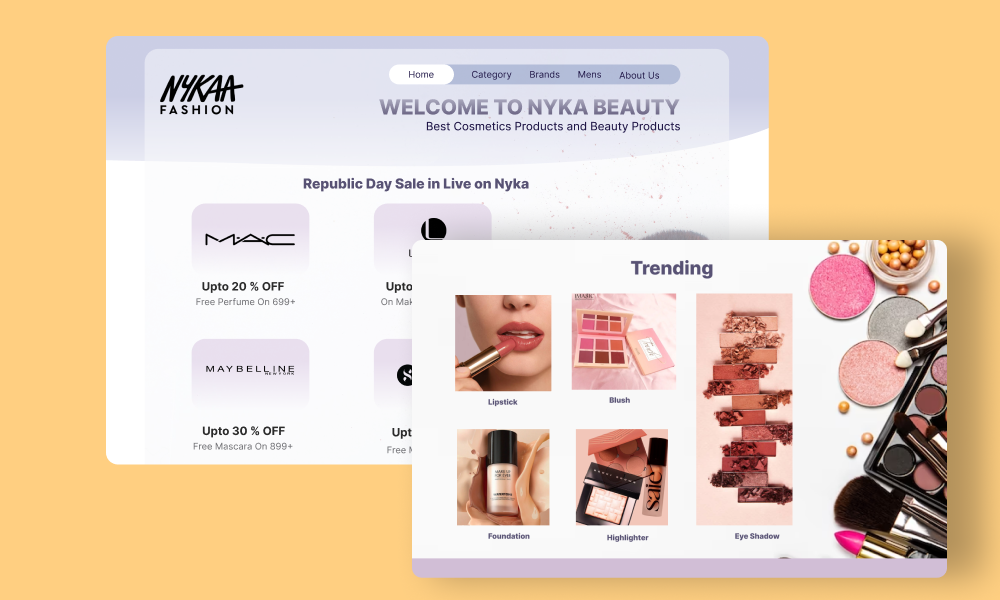 NYKAA
FASHION
Home Category Brands Mens About Us
WELCOME TO NYKA BEAUTY
Best Cosmetics Products and Beauty Products
Republic Day Sale in Live on Nyka
MAC
Upto 20 % OFF
Free Perfume On 699+
Upto
On Mak
MAYBELLINE
NEW YORK
Upto 30 % OFF
Free Mascara On 899+
Upt
Free M
Trending
Lipstick
Blush
Foundation
Highlighter
Eye Shadow
saie